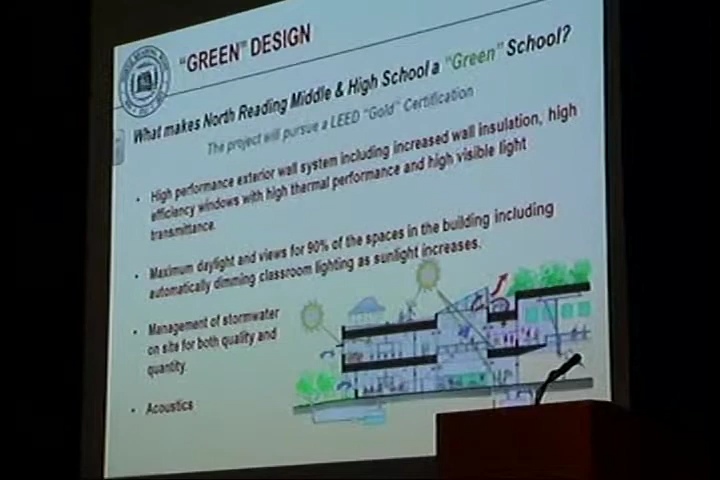 "GREEN" DESIGN
What makes North Reading Middle & High School a "Green" School?
The project will pursue a LEED "Gold" Certification
• High performance exterior wall system including increased wall insulation, high
efficiency windows with high thermal performance and high visible light
transmittance.
• Maximum daylight and views for 90% of the spaces in the building including
automatically dimming classroom lighting as sunlight increases.
• Management of stormwater
on site for both quality and
quantity.
• Acoustics